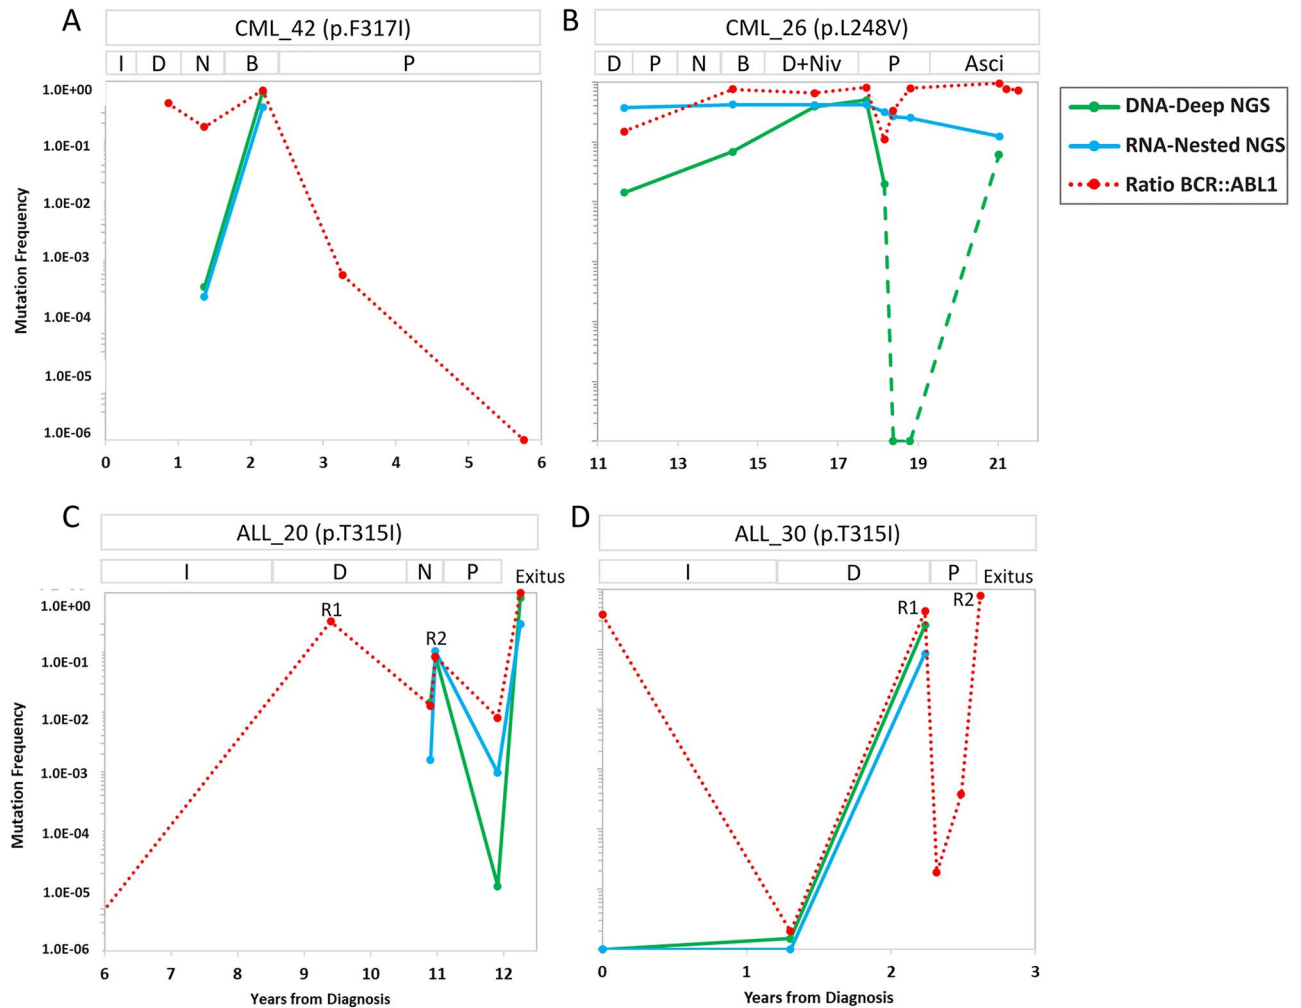 A
CML_42 (p.F317I)
I D N B P
1.0E+00
1.0E-01
1.0E-02
1.0E-03
1.0E-04
1.0E-05
1.0E-06
Mutation Frequency
0 1 2 3 4 5 6
B
CML_26 (p.L248V)
D P N B D+Niv P Asci
11 13 15 17 19 21
DNA-Deep NGS
RNA-Nested NGS
Ratio BCR::ABL1
C
ALL_20 (p.T315I)
I D N P Exitus
R1
R2
1.0E+00
1.0E-01
1.0E-02
1.0E-03
1.0E-04
1.0E-05
1.0E-06
Mutation Frequency
6 7 8 9 10 11 12
Years from Diagnosis
D
ALL_30 (p.T315I)
I D P Exitus
R1 R2
0 1 2 3
Years from Diagnosis